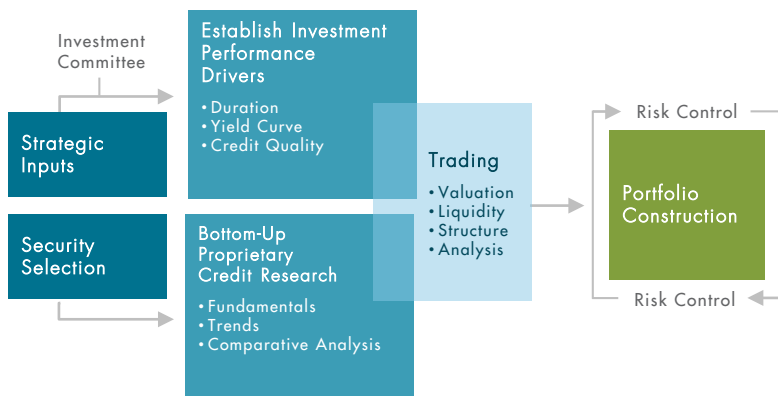 Investment
Committee
Establish Investment
Performance
Drivers
• Duration
• Yield Curve
• Credit Quality
Strategic
Inputs
Security
Selection
Bottom-Up
Proprietary
Credit Research
• Fundamentals
• Trends
• Comparative Analysis
Trading
• Valuation
• Liquidity
• Structure
• Analysis
Risk Control
Portfolio
Construction
Risk Control